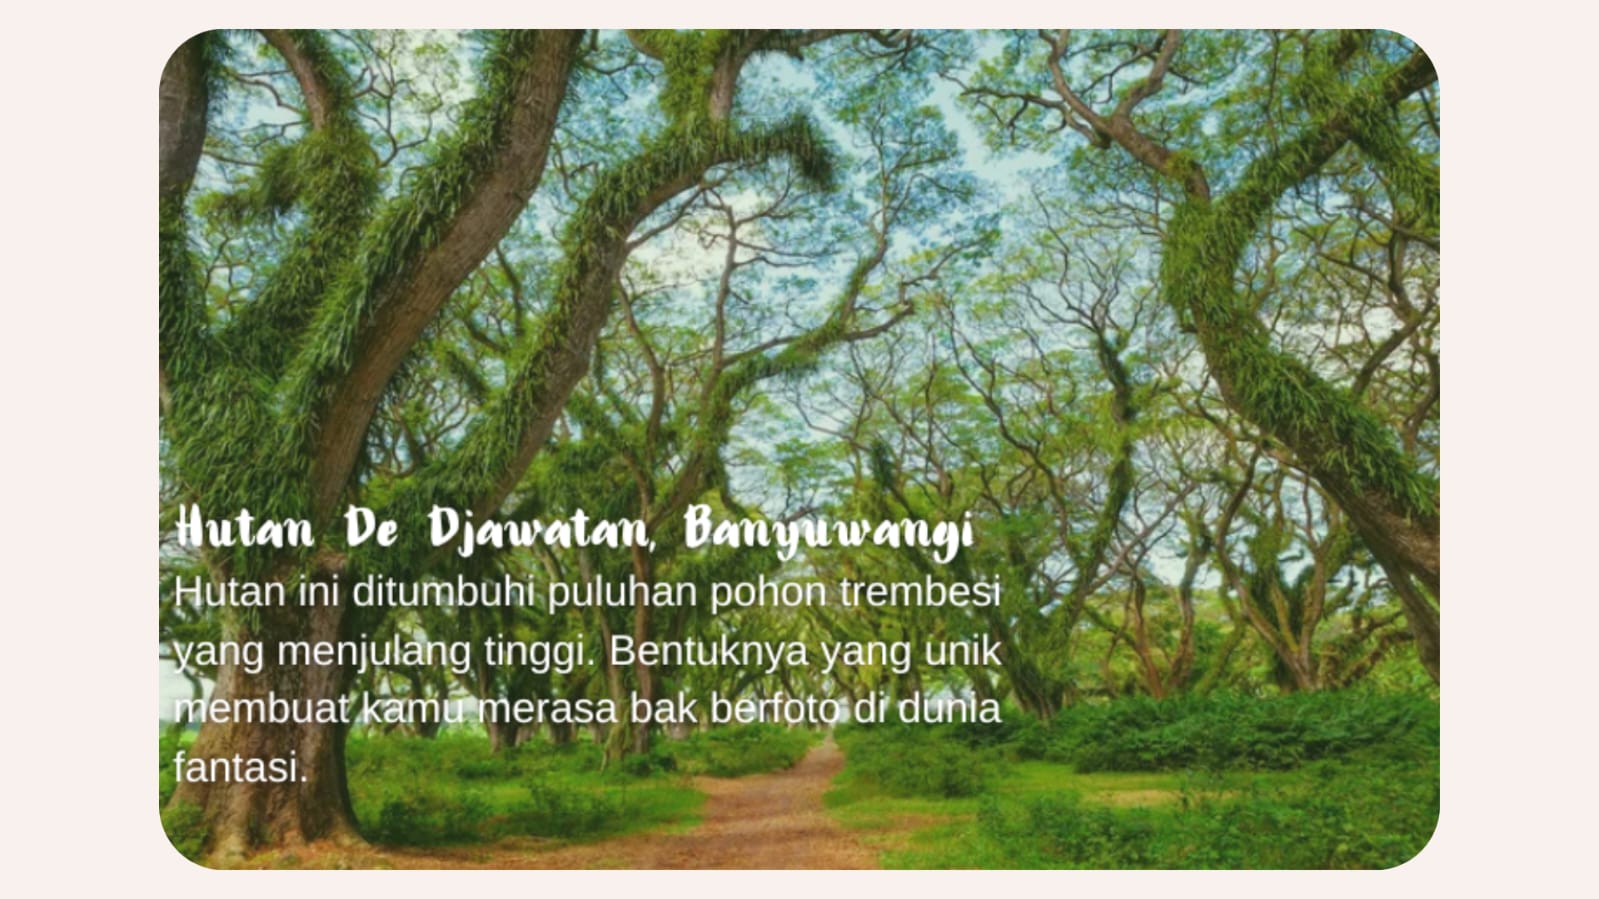 Hutan De Djawatan, Banyuwangi
Hutan ini ditumbuhi puluhan pohon trembesi
yang menjulang tinggi. Bentuknya yang unik
membuat kamu merasa bak berfoto di dunia
fantasi.